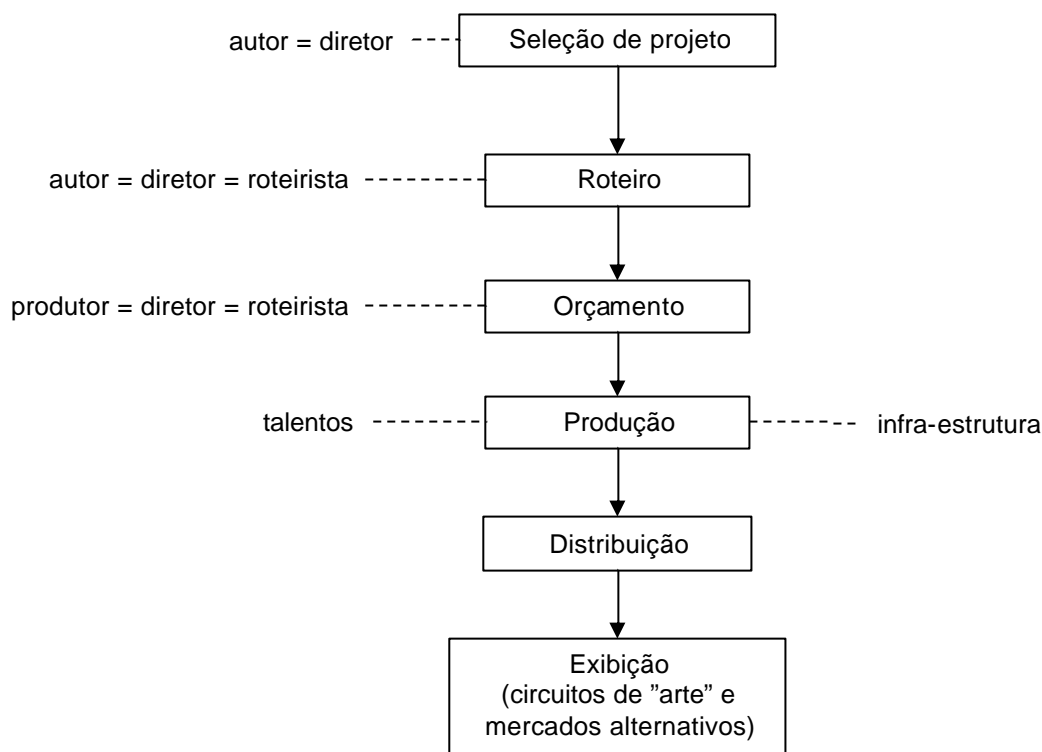 autor = diretor
Seleção de projeto
autor = diretor = roteirista
Roteiro
produtor = diretor = roteirista
Orçamento
talentos
Produção
infra-estrutura
Distribuição
Exibição
(circuitos de ”arte” e
mercados alternativos)